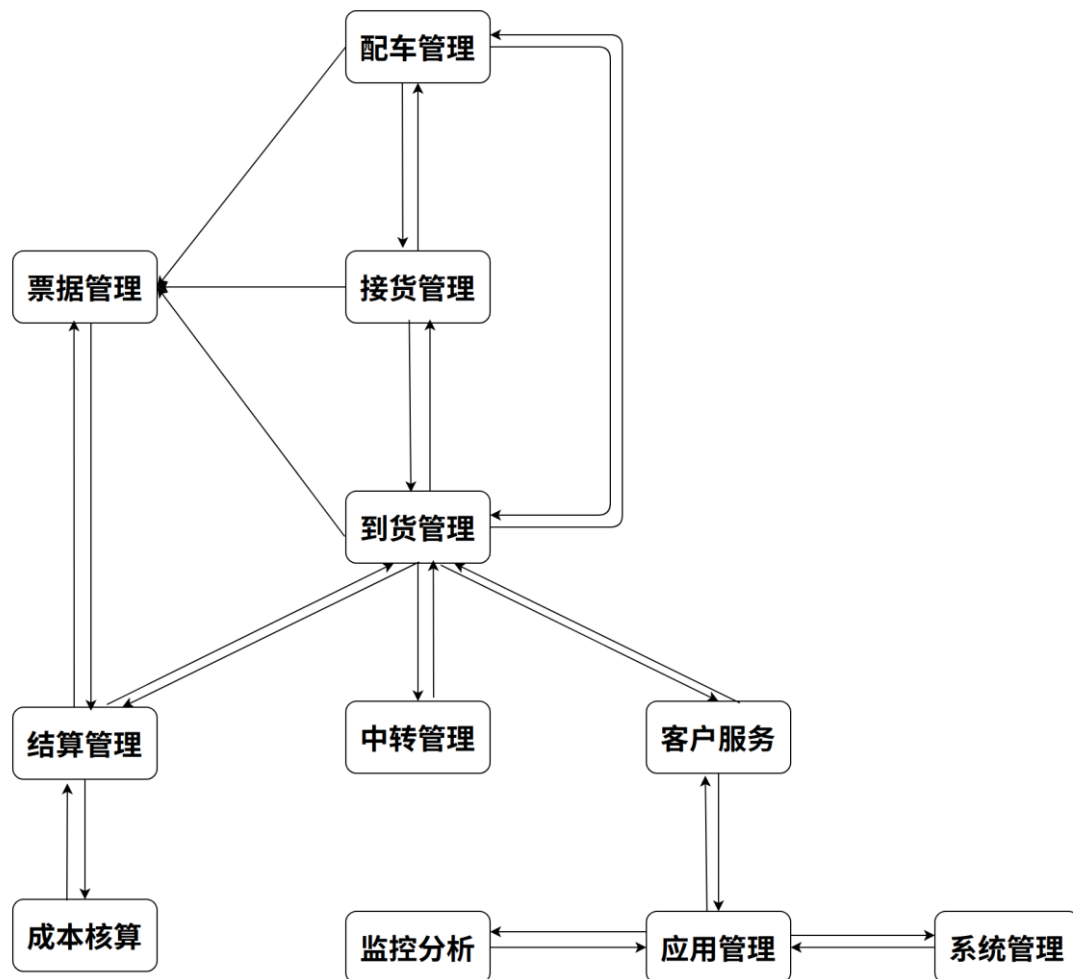 配车管理
票据管理
接货管理
到货管理
结算管理
中转管理
客户服务
成本核算
监控分析
应用管理
系统管理